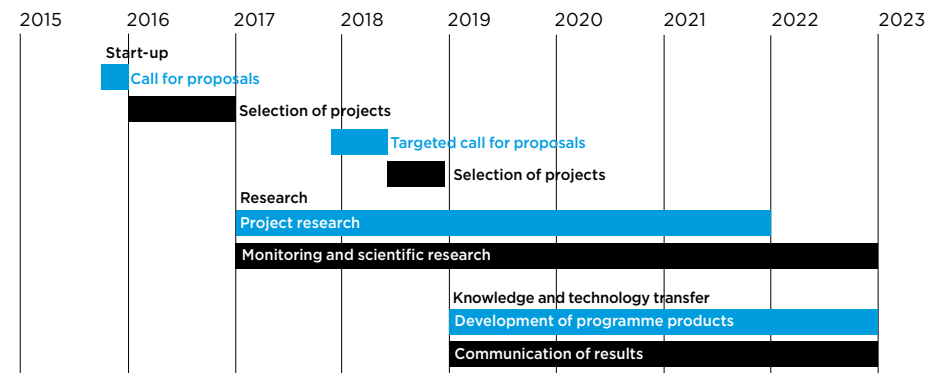 2015 2016 2017 2018 2019 2020 2021 2022 2023
Start-up
Call for proposals
Selection of projects
Targeted call for proposals
Selection of projects
Research
Project research
Monitoring and scientific research
Knowledge and technology transfer
Development of programme products
Communication of results